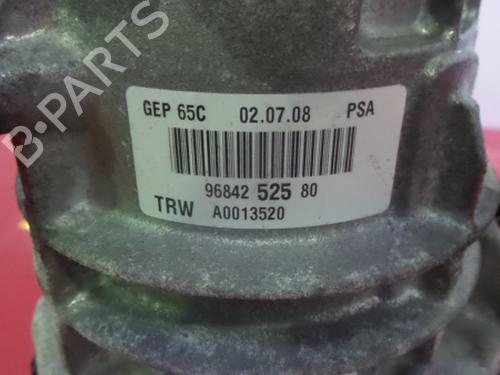 B-PARTS
GEP 65C 02.07.08 PSA
96842 525 80
TRW A0013520